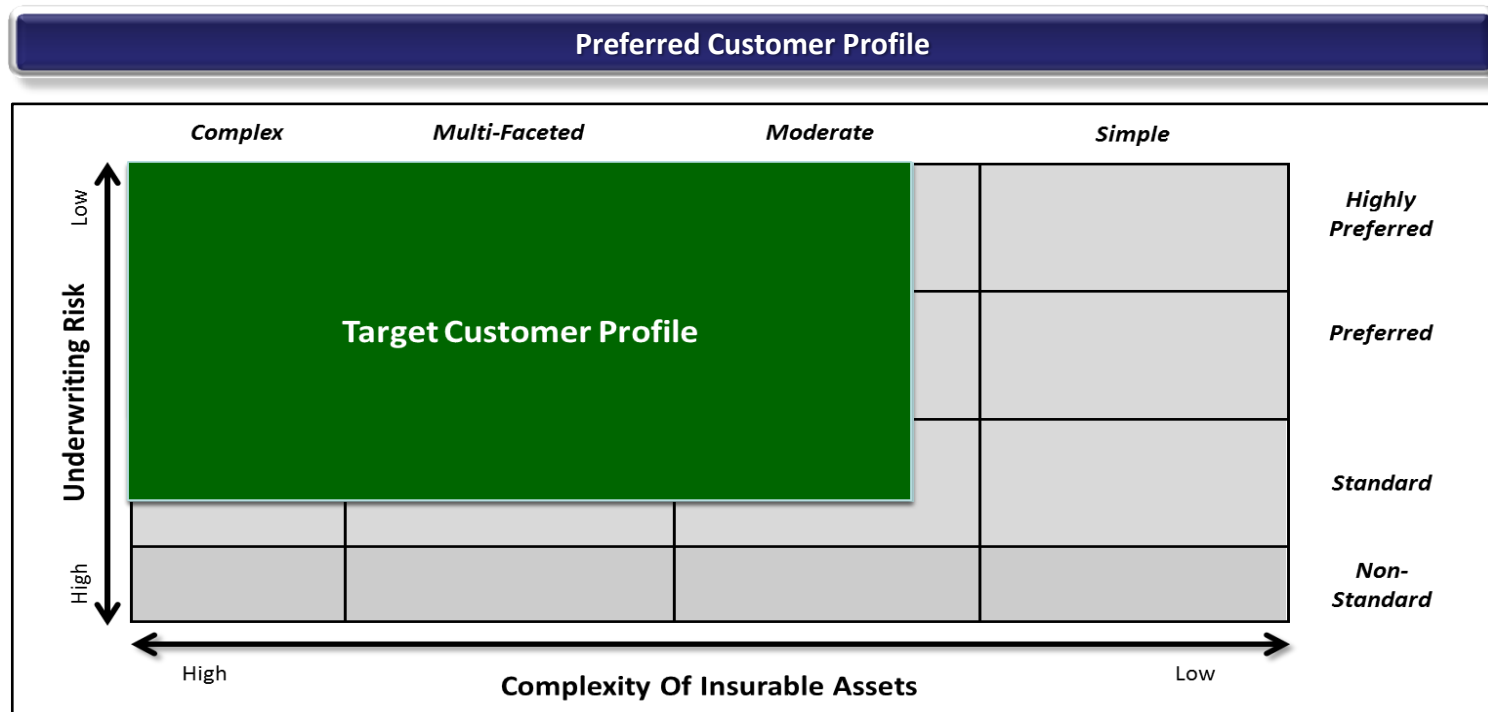 Preferred Customer Profile
Complex
Multi-Faceted
Moderate
Simple
Low
Highly
Preferred
Underwriting Risk
Target Customer Profile
Preferred
Standard
High
Non-
Standard
High
Low
Complexity Of Insurable Assets